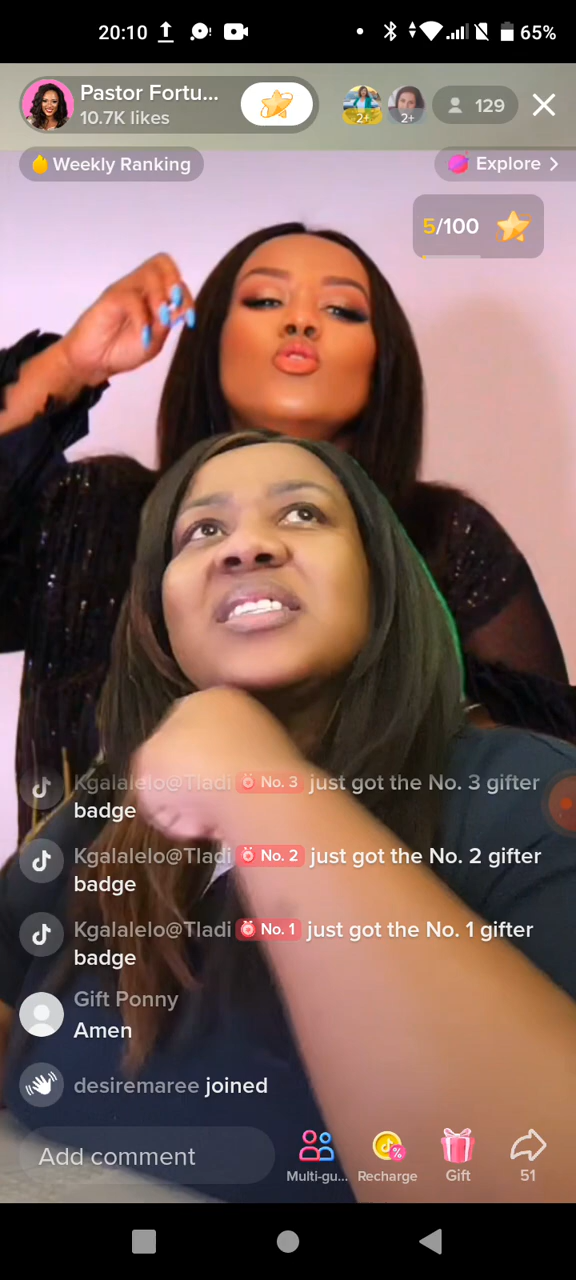 20:10
65%
Pastor Fortu...
10.7K likes
2+
2+
129
Weekly Ranking
Explore >
5/100
Kgalalelo@Tladi No. 3 just got the No. 3 gifter
badge
Kgalalelo@Tladi No. 2 just got the No. 2 gifter
badge
Kgalalelo@Tladi No. 1 just got the No. 1 gifter
badge
Gift Ponny
Amen
desiremaree joined
Add comment
Multi-gu...
Recharge
Gift
51